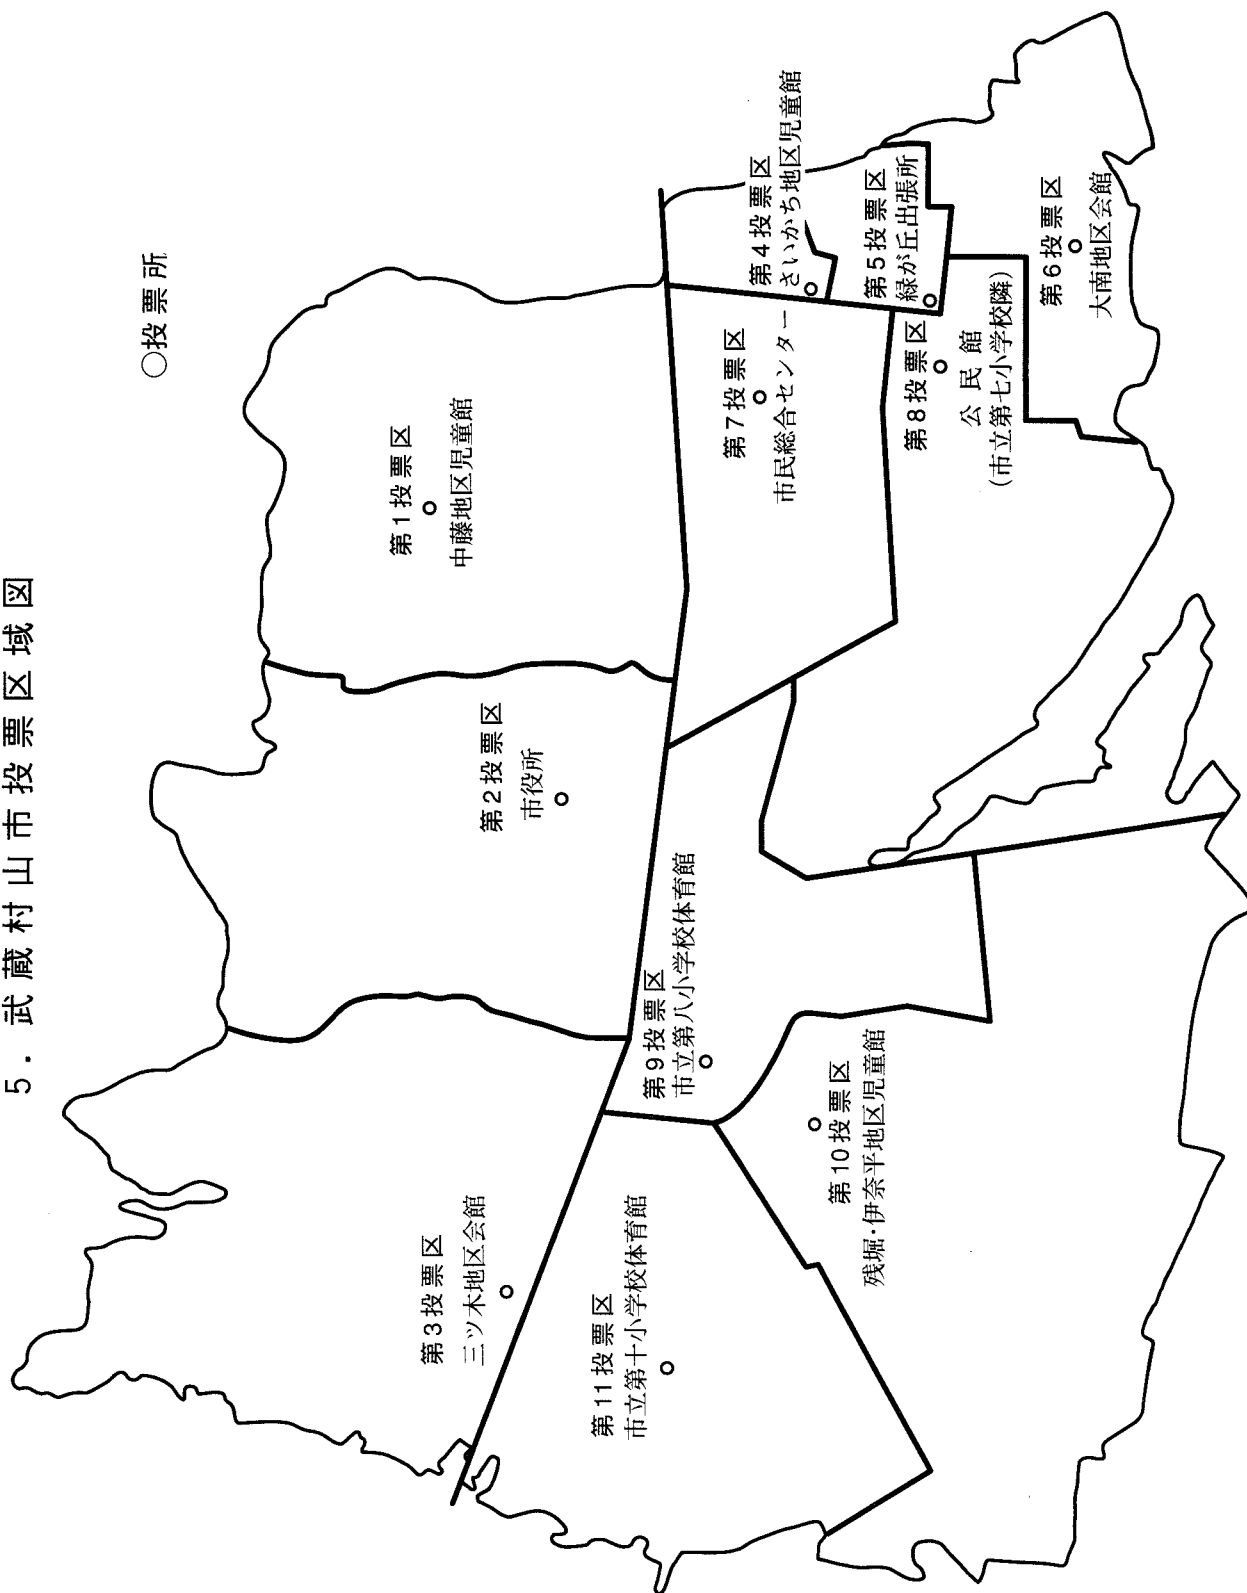 5．武蔵村山市投票区域図
○投票所
第1投票区
中藤地区児童館
第2投票区
市役所
第3投票区
三ツ木地区会館
第4投票区
さいかち地区児童館
第5投票区
緑が丘出張所
第6投票区
大南地区会館
第7投票区
市民総合センター
第8投票区
公民館
(市立第七小学校隣)
第9投票区
市立第八小学校体育館
第10投票区
残堀・伊奈平地区児童館
第11投票区
市立第十小学校体育館